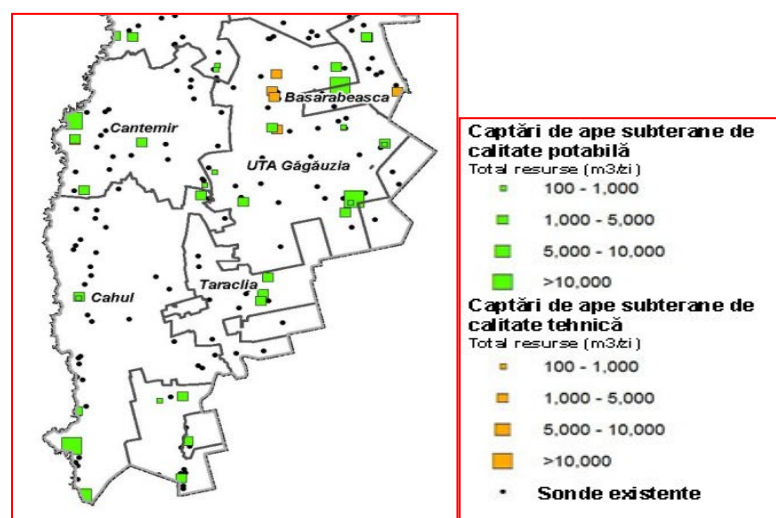 Basarabeasca
Cantemir
UTA Găgăuzia
Taraclia
Cahul
Captări de ape subterane de
calitate potabilă
Total resurse (m3/zi)
100 - 1,000
1,000 - 5,000
5,000 - 10,000
>10,000
Captări de ape subterane de
calitate tehnică
Total resurse (m3/zi)
100 - 1,000
1,000 - 5,000
5,000 - 10,000
>10,000
Sonde existente